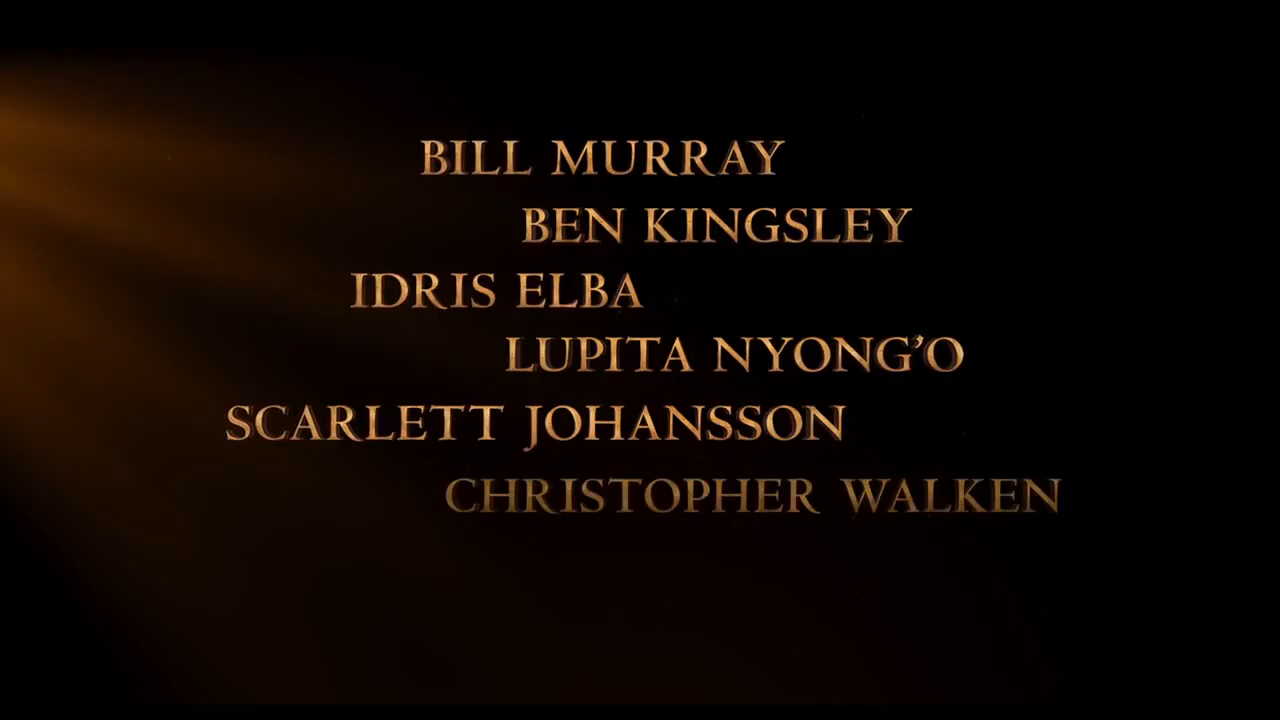 BILL MURRAY
BEN KINGSLEY
IDRIS ELBA
LUPITA NYONG’O
SCARLETT JOHANSSON
CHRISTOPHER WALKEN